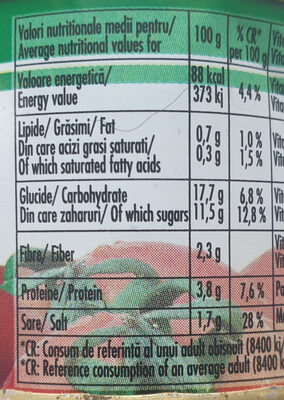 Valori nutriționale medii pentru/ 100 g % CR*
Average nutritional values for per 100 g
Valoare energetică/ 88 kcal
Energy value 373 kj 4,4%
Lipide/ Grăsimi/ Fat 0,7 g 1,0%
Din care acizi grasi saturati/ 0,3 g 1,5%
Of which saturated fatty acids
Glucide/ Carbohydrate 17,7 g 6,8%
Din care zaharuri/ Of which sugars 11,5 g 12,8%
Fibre/ Fiber 2,3 g
Proteine/ Protein 3,8 g 7,6%
Sare/ Salt 1,7 g 28%
*CR: Consum de referintă al unui adult obisnuit (8400 kj/
*CR: Reference consumption of an average adult (8400